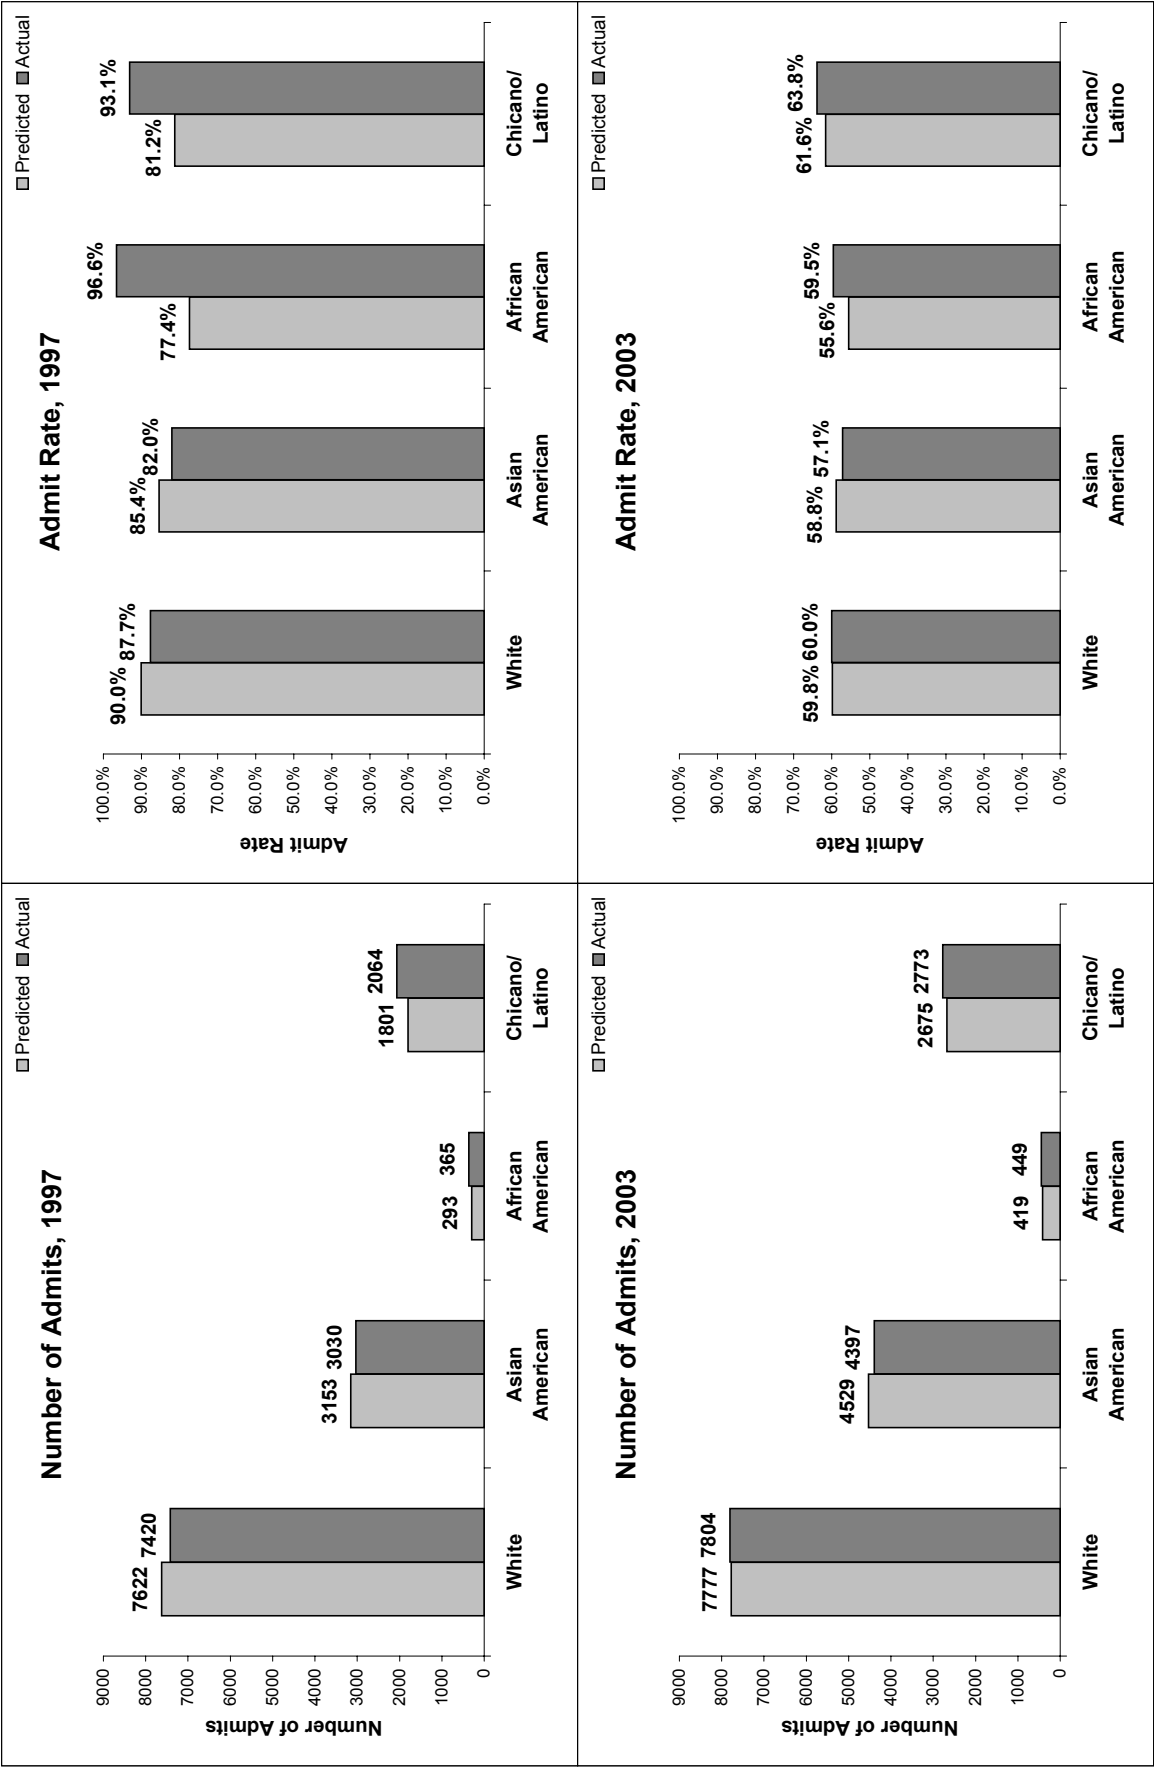 Number of Admits, 1997
Predicted Actual
Number of Admits
9000
8000
7000
6000
5000
4000
3000
2000
1000
0
7622 7420
3153 3030
293 365
1801 2064
White
Asian
American
African
American
Chicano/
Latino
Admit Rate, 1997
Predicted Actual
Admit Rate
100.0%
90.0%
80.0%
70.0%
60.0%
50.0%
40.0%
30.0%
20.0%
10.0%
0.0%
90.0% 87.7%
85.4% 82.0%
77.4% 96.6%
81.2% 93.1%
White
Asian
American
African
American
Chicano/
Latino
Number of Admits, 2003
Predicted Actual
Number of Admits
9000
8000
7000
6000
5000
4000
3000
2000
1000
0
7777 7804
4529 4397
419 449
2675 2773
White
Asian
American
African
American
Chicano/
Latino
Admit Rate, 2003
Predicted Actual
Admit Rate
100.0%
90.0%
80.0%
70.0%
60.0%
50.0%
40.0%
30.0%
20.0%
10.0%
0.0%
59.8% 60.0%
58.8% 57.1%
55.6% 59.5%
61.6% 63.8%
White
Asian
American
African
American
Chicano/
Latino